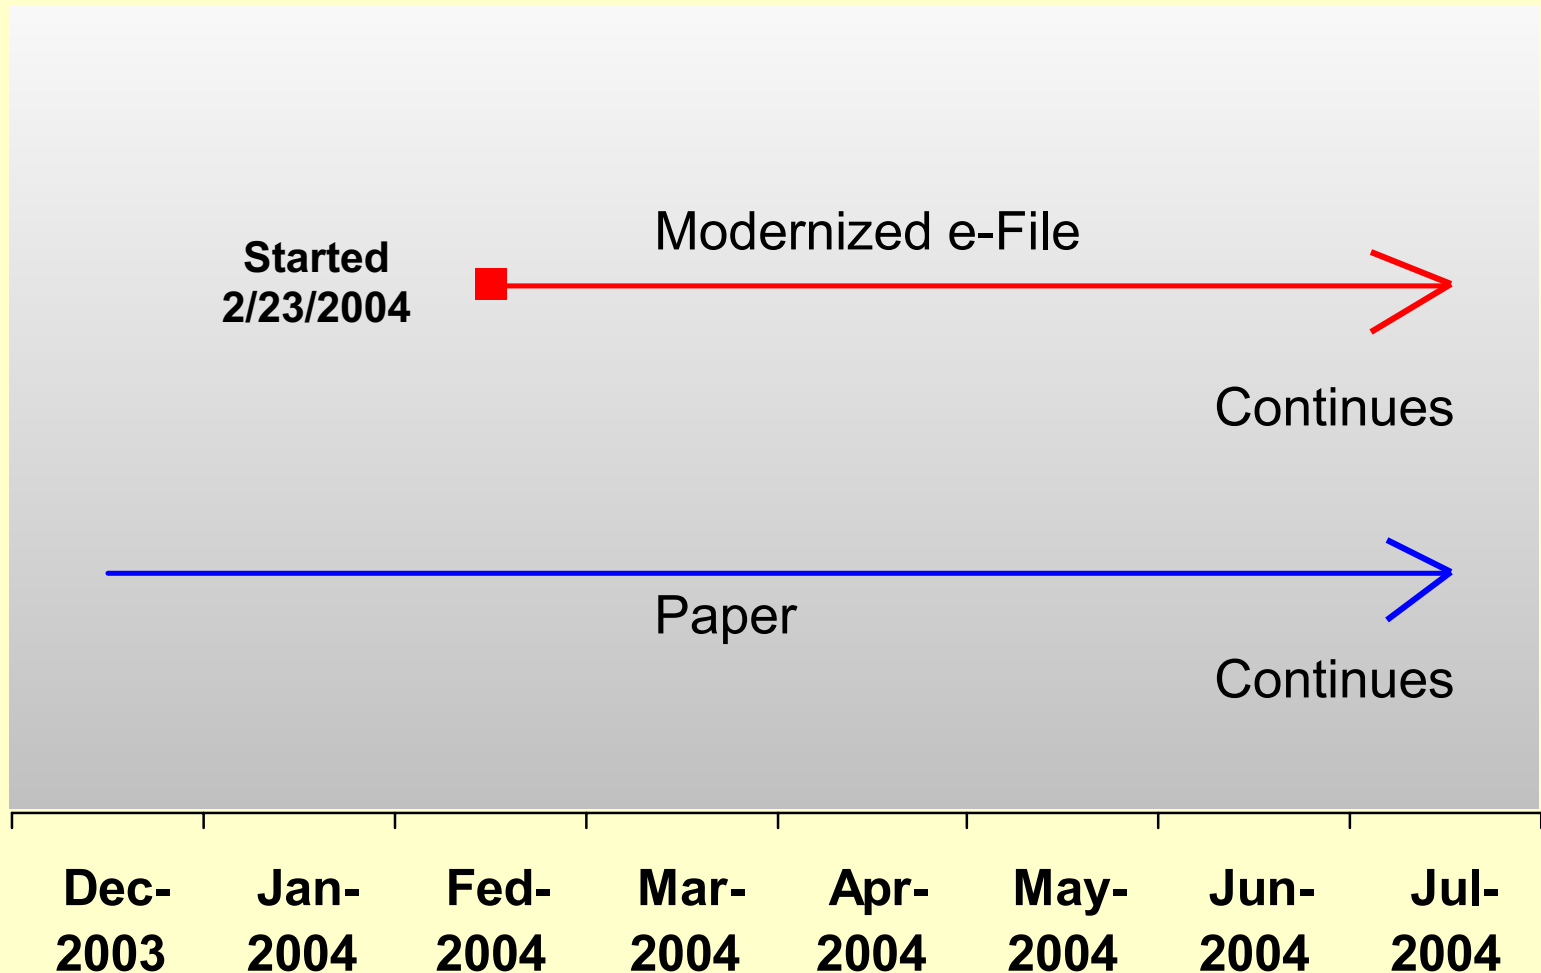 Modernized e-File
Started
2/23/2004
Continues
Paper
Continues
Dec- Jan- Fed- Mar- Apr- May- Jun- Jul-
2003 2004 2004 2004 2004 2004 2004 2004